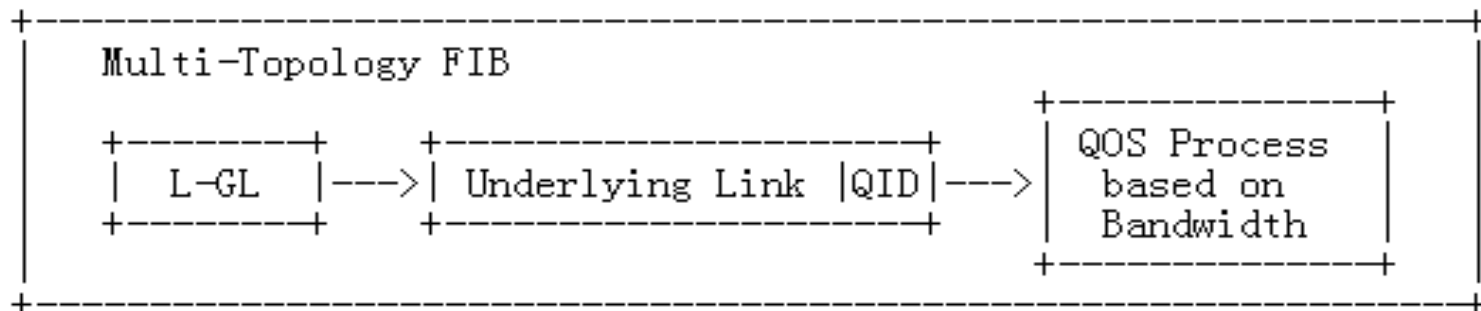 Multi-Topology FIB
L-GL
Underlying Link |QID
QOS Process
based on
Bandwidth